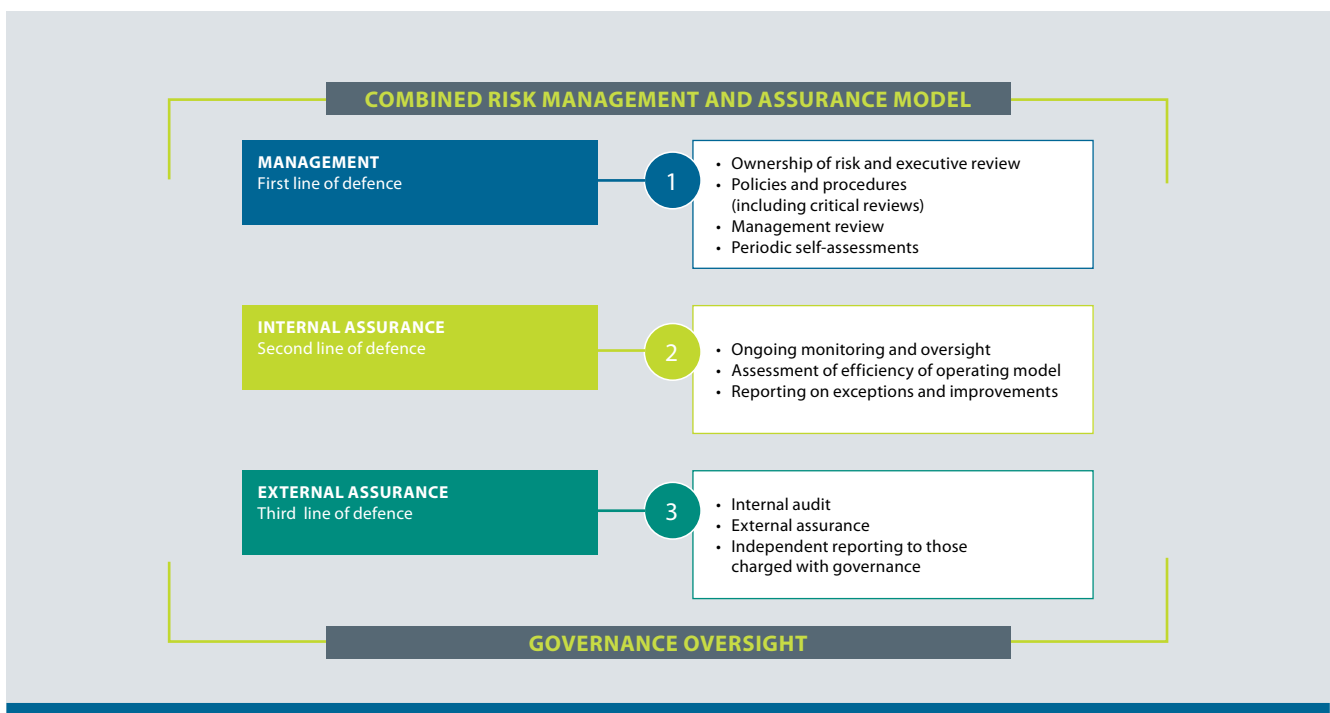 COMBINED RISK MANAGEMENT AND ASSURANCE MODEL
MANAGEMENT
First line of defence
1
• Ownership of risk and executive review
• Policies and procedures
(including critical reviews)
• Management review
• Periodic self-assessments
INTERNAL ASSURANCE
Second line of defence
2
• Ongoing monitoring and oversight
• Assessment of efficiency of operating model
• Reporting on exceptions and improvements
EXTERNAL ASSURANCE
Third line of defence
3
• Internal audit
• External assurance
• Independent reporting to those
charged with governance
GOVERNANCE OVERSIGHT